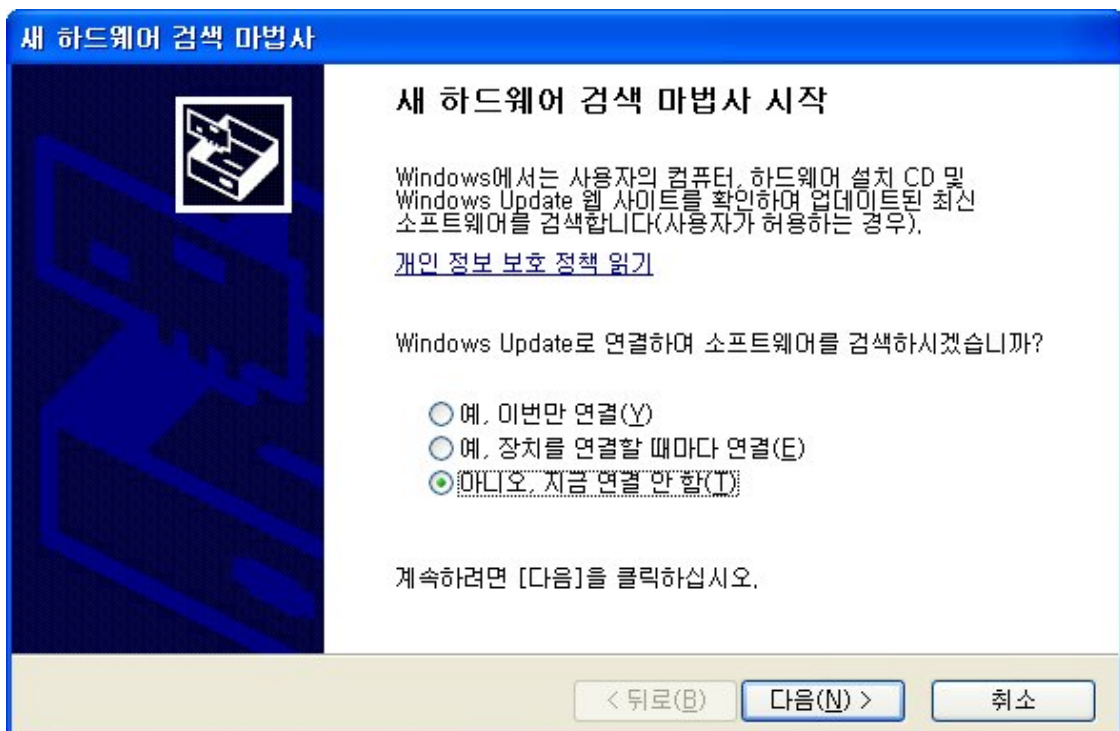 새 하드웨어 검색 마법사
새 하드웨어 검색 마법사 시작
Windows에서는 사용자의 컴퓨터, 하드웨어 설치 CD 및
Windows Update 웹 사이트를 확인하여 업데이트된 최신
소프트웨어를 검색합니다(사용자가 허용하는 경우).
개인 정보 보호 정책 읽기
Windows Update로 연결하여 소프트웨어를 검색하시겠습니까?
예, 이번만 연결(Y)
예, 장치를 연결할 때마다 연결(E)
아니오, 지금 연결 안 함(T)
계속하려면 [다음]을 클릭하십시오.
< 뒤로(B) 다음(N) > 취소